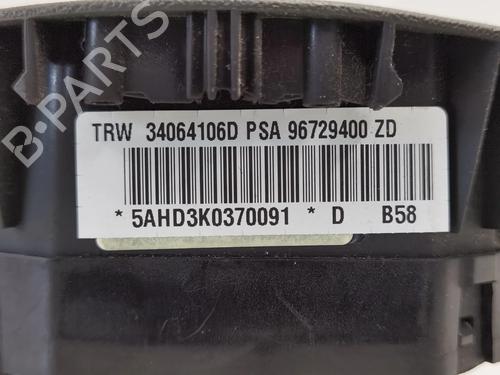 B-PARTS
TRW 34064106D PSA 96729400 ZD
* 5AHD3K0370091 * D B58